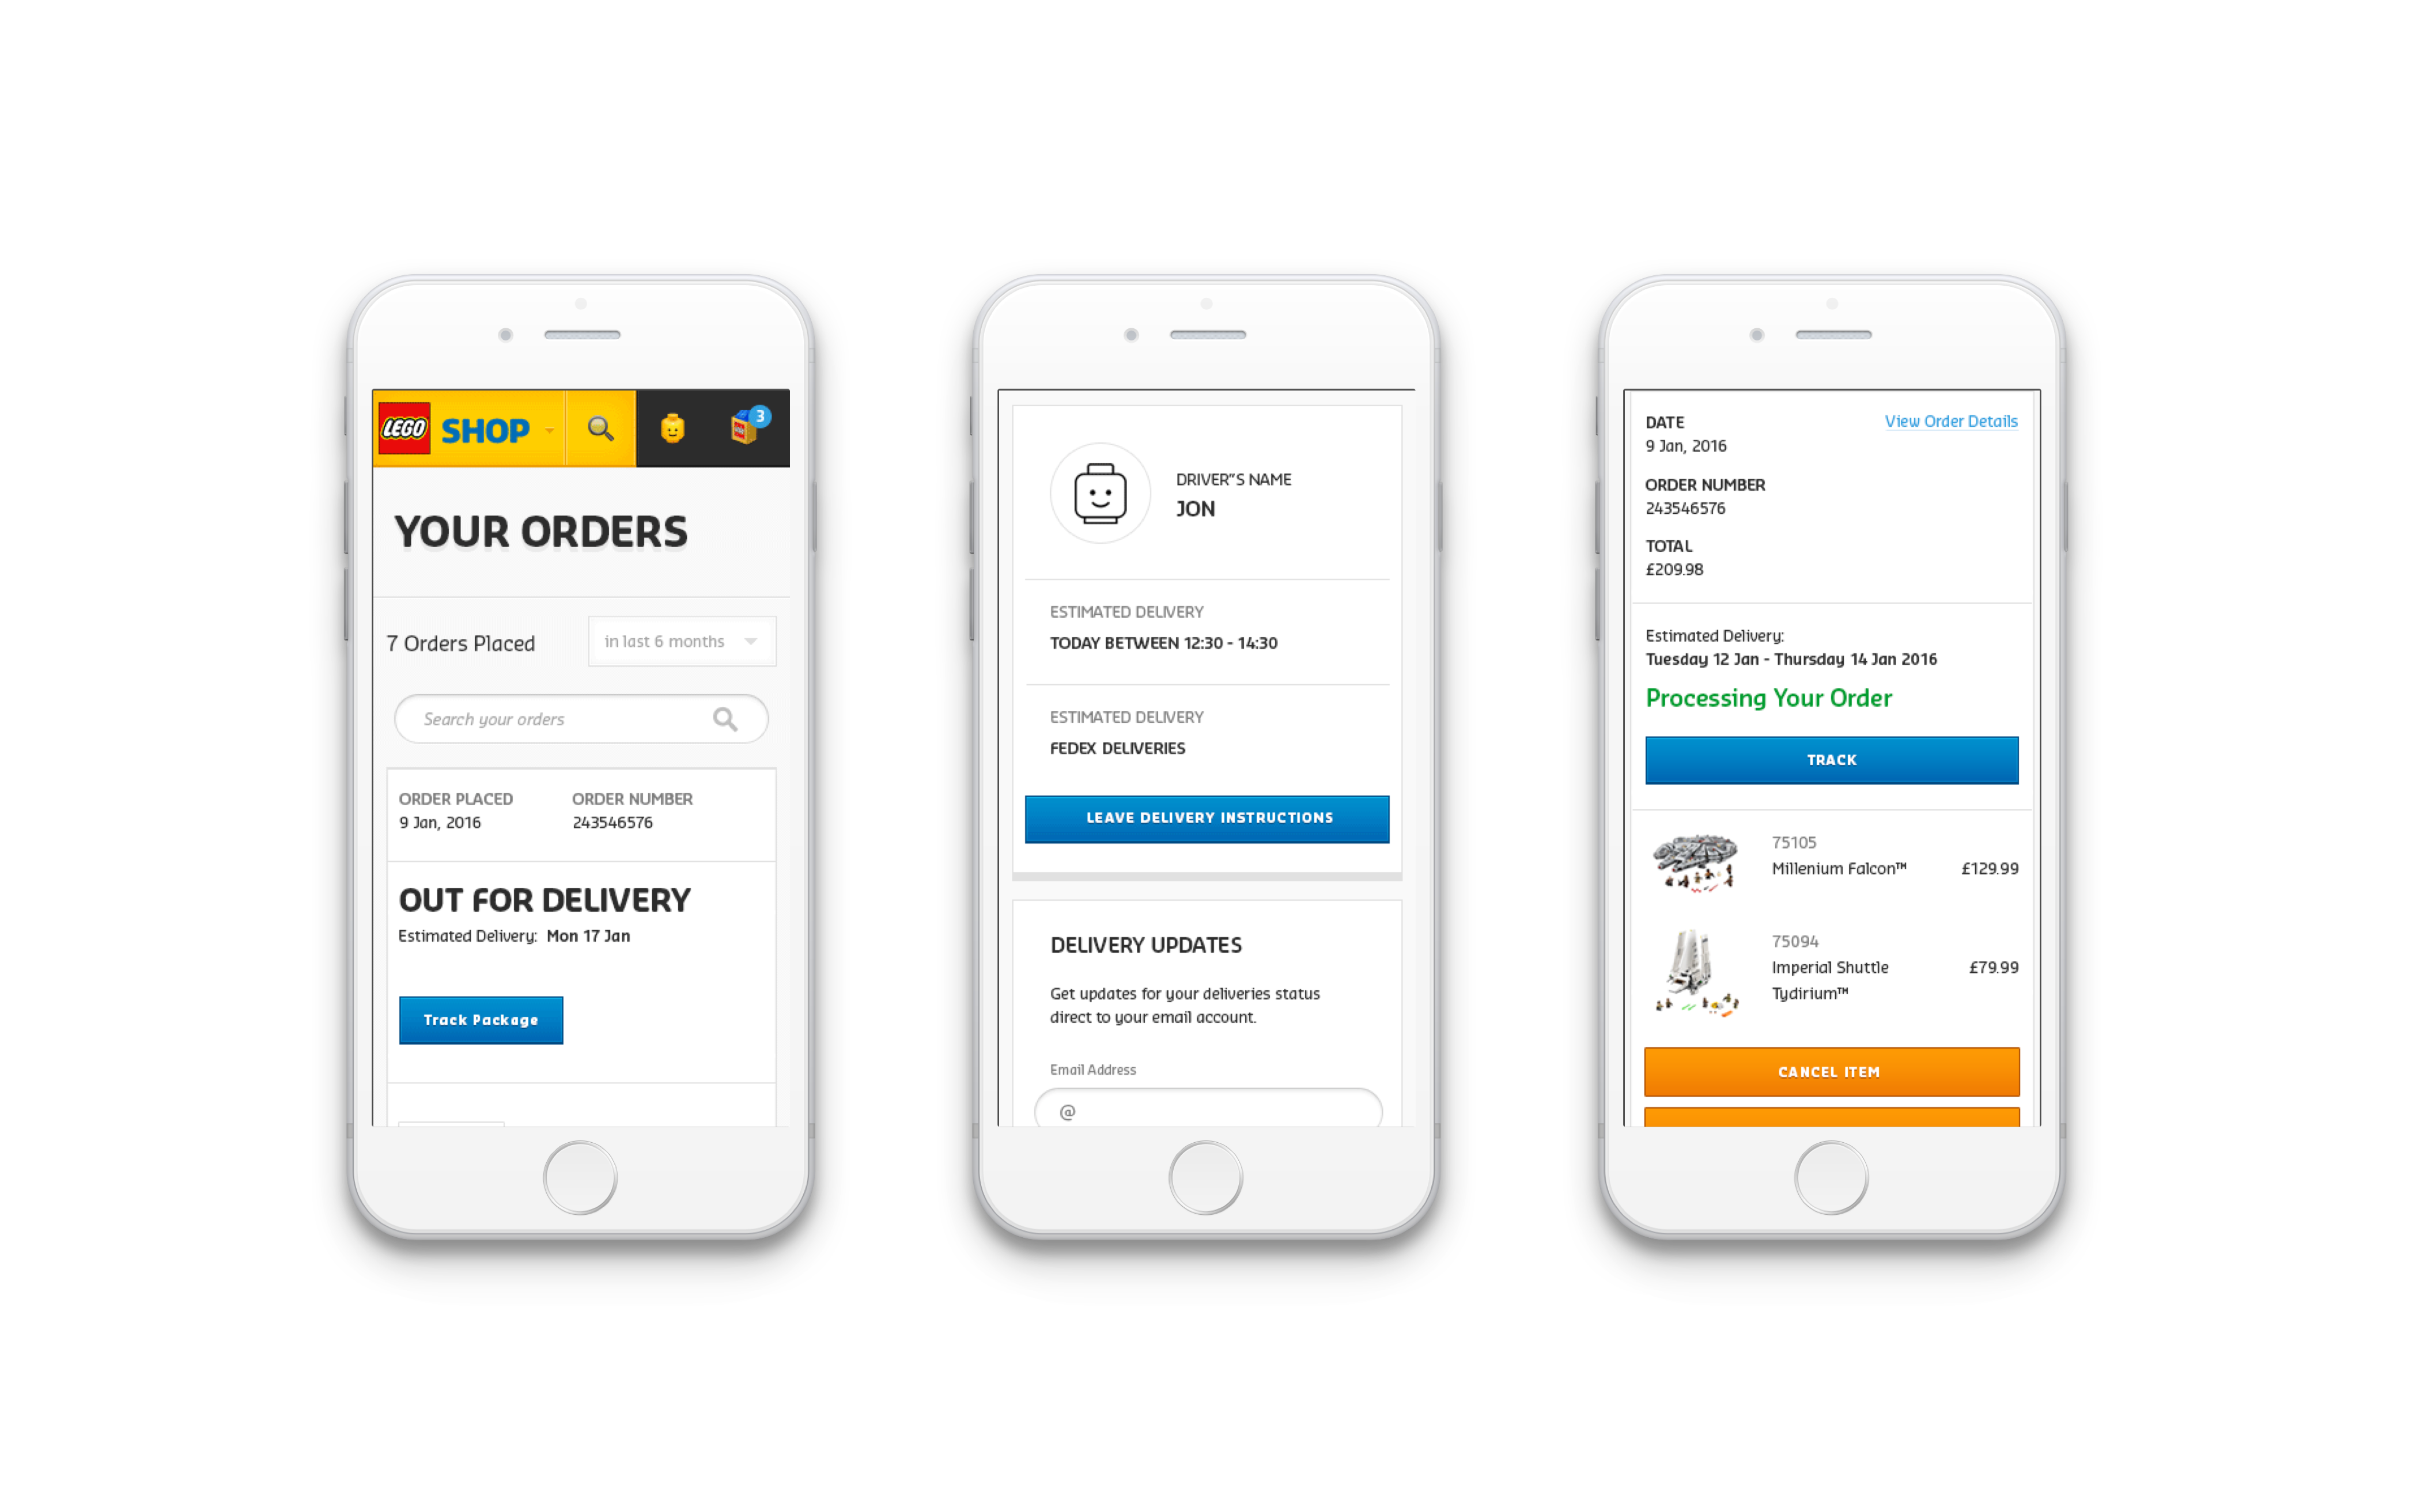 LEGO SHOP 3
YOUR ORDERS
7 Orders Placed in last 6 months
Search your orders
ORDER PLACED ORDER NUMBER
9 Jan, 2016 243546576
OUT FOR DELIVERY
Estimated Delivery: Mon 17 Jan
Track Package
DRIVER"S NAME
JON
ESTIMATED DELIVERY
TODAY BETWEEN 12:30 - 14:30
ESTIMATED DELIVERY
FEDEX DELIVERIES
LEAVE DELIVERY INSTRUCTIONS
DELIVERY UPDATES
Get updates for your deliveries status
direct to your email account.
Email Address
@
DATE View Order Details
9 Jan, 2016
ORDER NUMBER
243546576
TOTAL
£209.98
Estimated Delivery:
Tuesday 12 Jan - Thursday 14 Jan 2016
Processing Your Order
TRACK
75105
Millenium Falcon™ £129.99
75094
Imperial Shuttle £79.99
Tydirium™
CANCEL ITEM